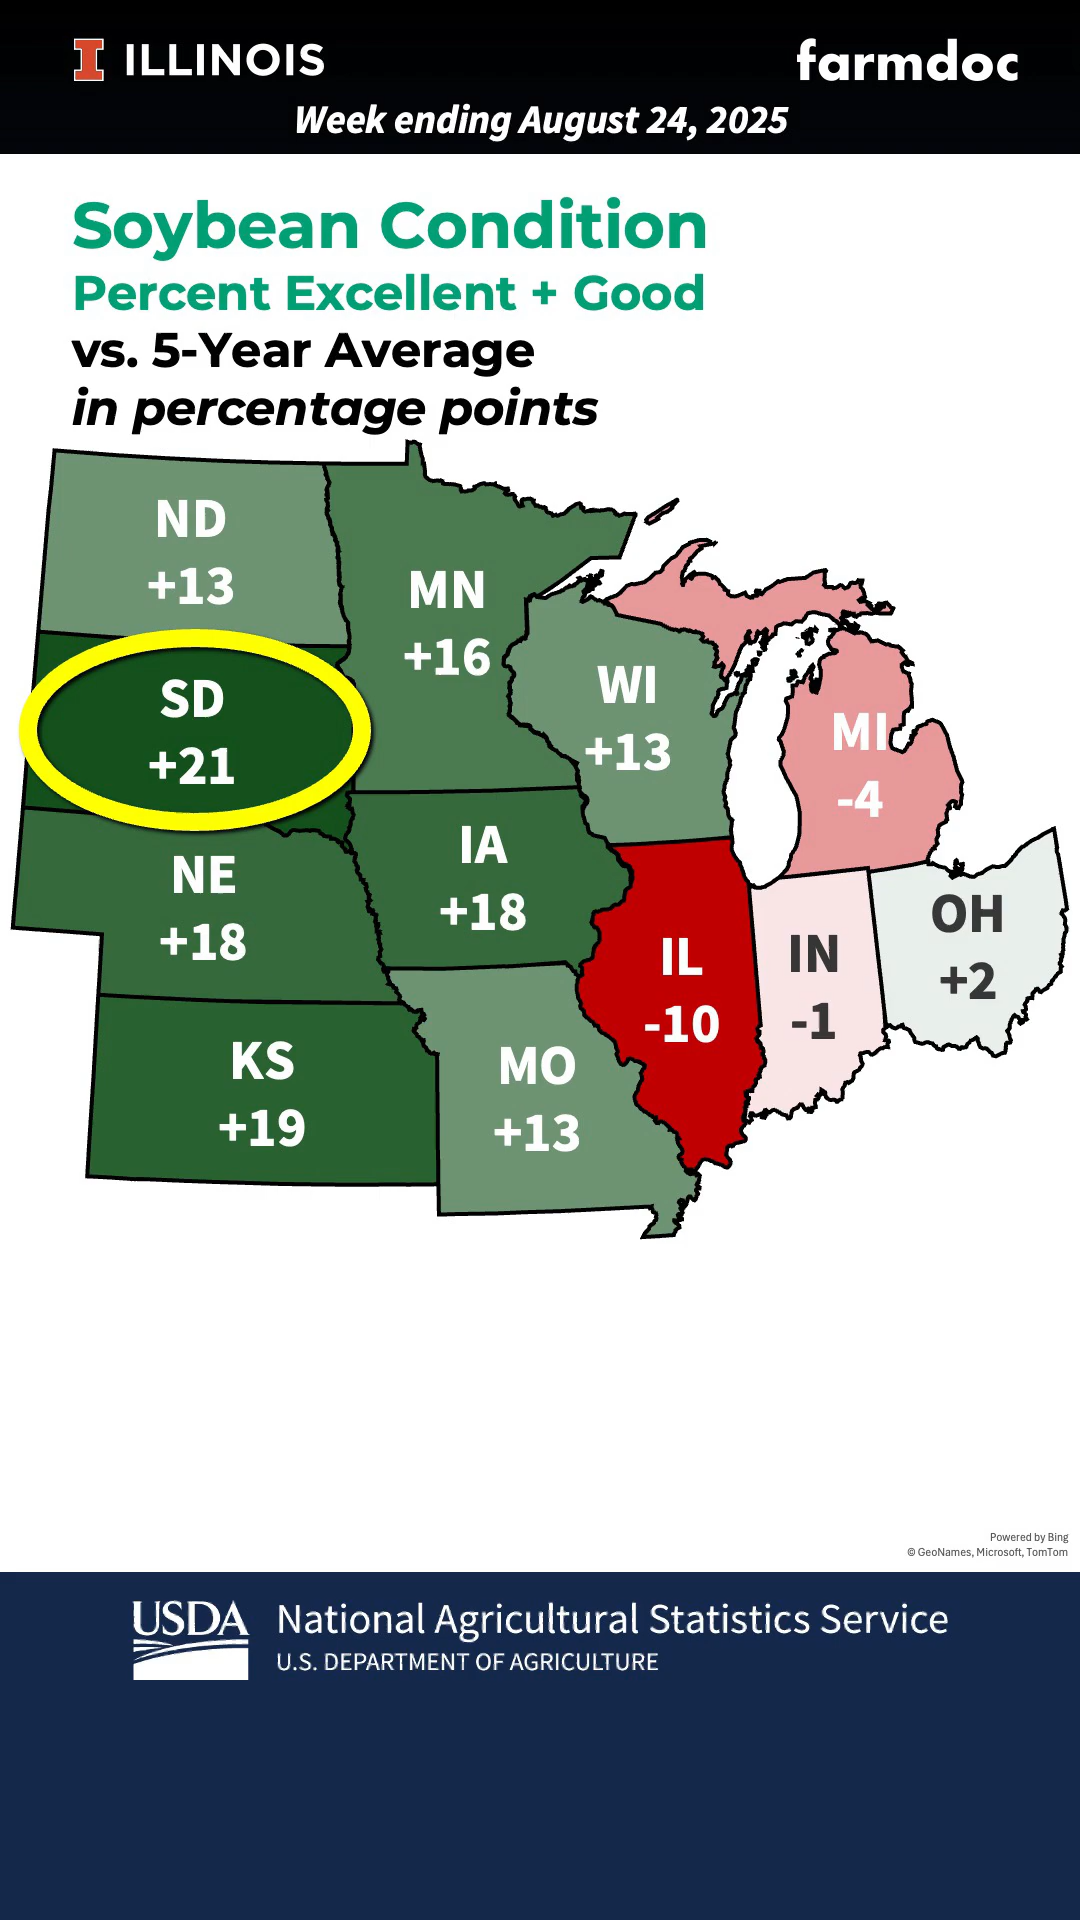 ILLINOIS
farmdoc
Week ending August 24, 2025
Soybean Condition
Percent Excellent + Good
vs. 5-Year Average
in percentage points
ND
+13
MN
+16
SD
+21
WI
+13
MI
-4
NE
+18
IA
+18
IL
-10
IN
-1
OH
+2
KS
+19
MO
+13
Powered by Bing
© GeoNames, Microsoft, TomTom
USDA
National Agricultural Statistics Service
U.S. DEPARTMENT OF AGRICULTURE